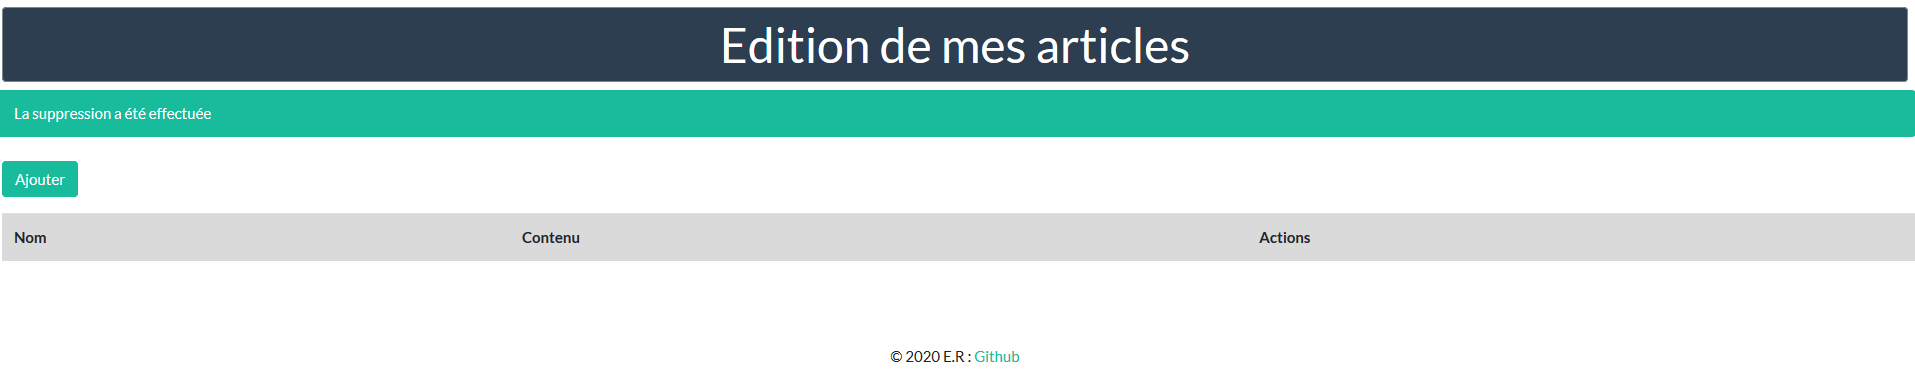 Edition de mes articles
La suppression a été effectuée
Ajouter
Nom Contenu Actions
© 2020 E.R : Github